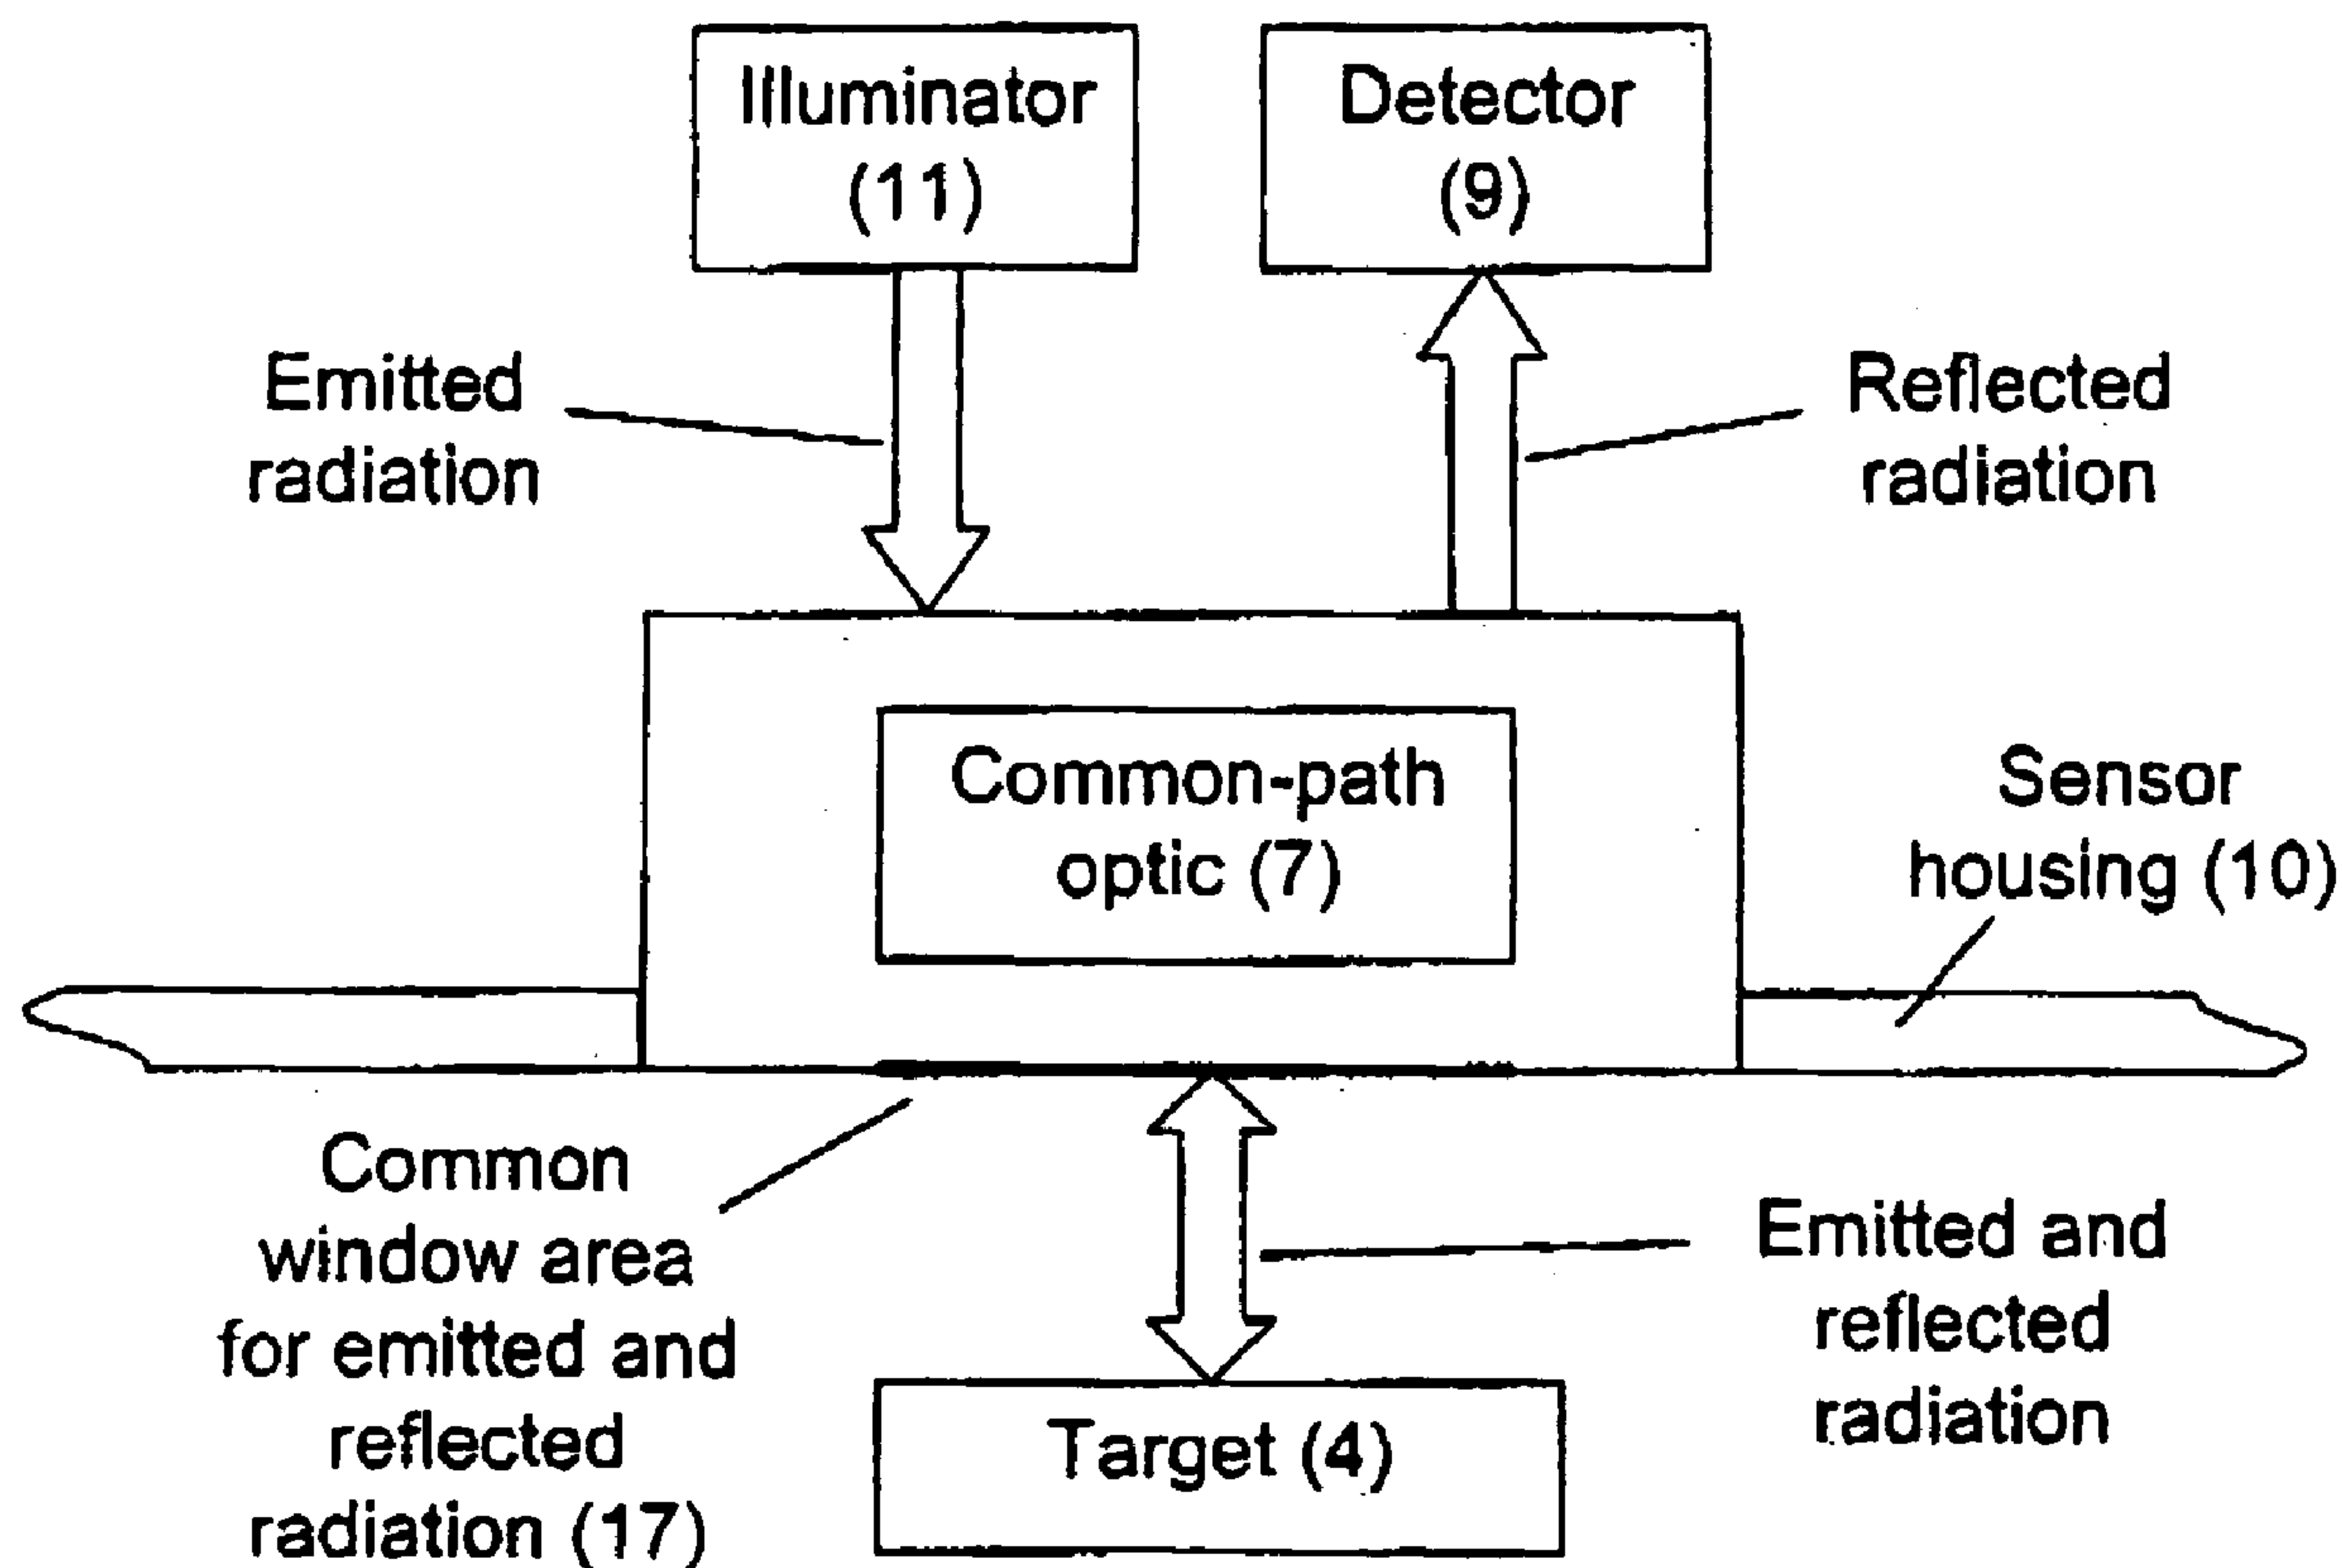 Illuminator
(11)
Detector
(9)
Emitted
radiation
Reflected
radiation
Common-path
optic (7)
Sensor
housing (10)
Common
window area
for emitted and
reflected
radiation (17)
Emitted and
reflected
radiation
Target (4)